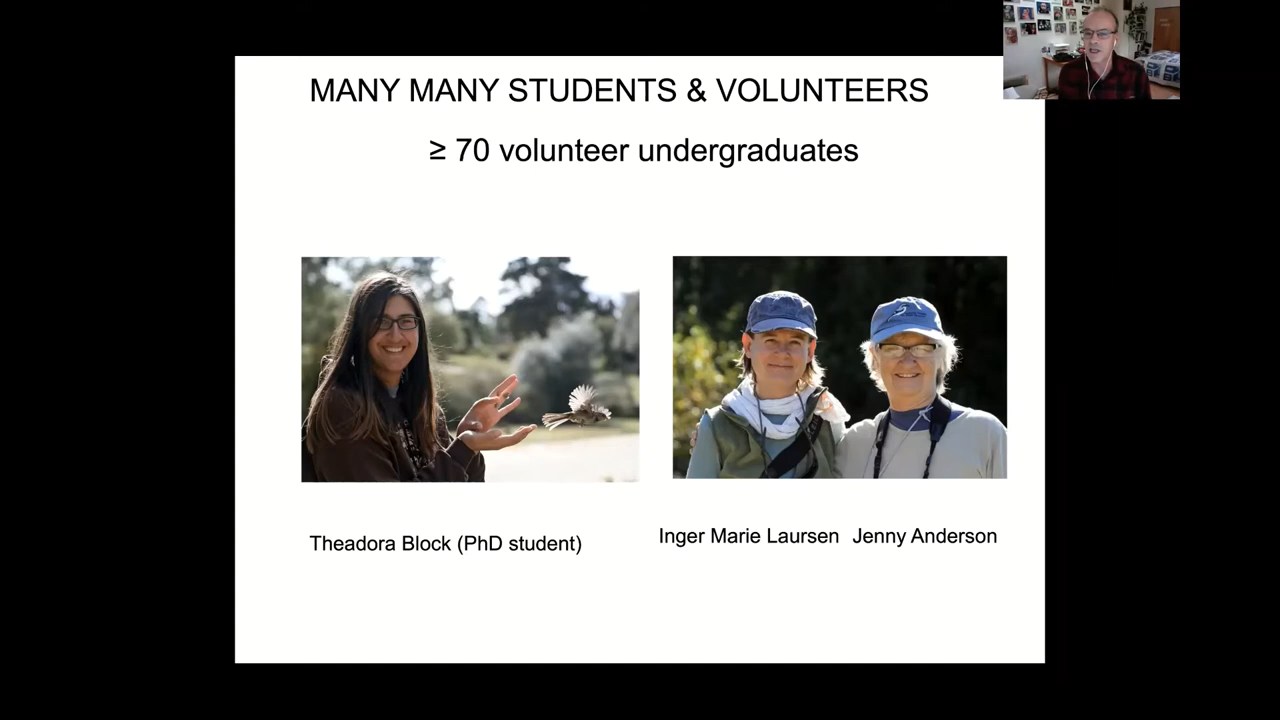 MANY MANY STUDENTS & VOLUNTEERS
≥ 70 volunteer undergraduates
Theadora Block (PhD student)
Inger Marie Laursen Jenny Anderson